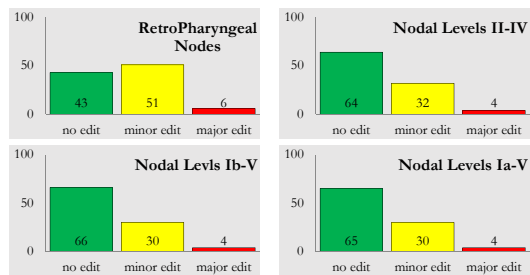 RetroPharyngeal
Nodes
100
50
0
43
51
6
no edit
minor edit
major edit
Nodal Levels II-IV
100
50
0
64
32
4
no edit
minor edit
major edit
Nodal Levls Ib-V
100
50
0
66
30
4
no edit
minor edit
major edit
Nodal Levels Ia-V
100
50
0
65
30
4
no edit
minor edit
major edit